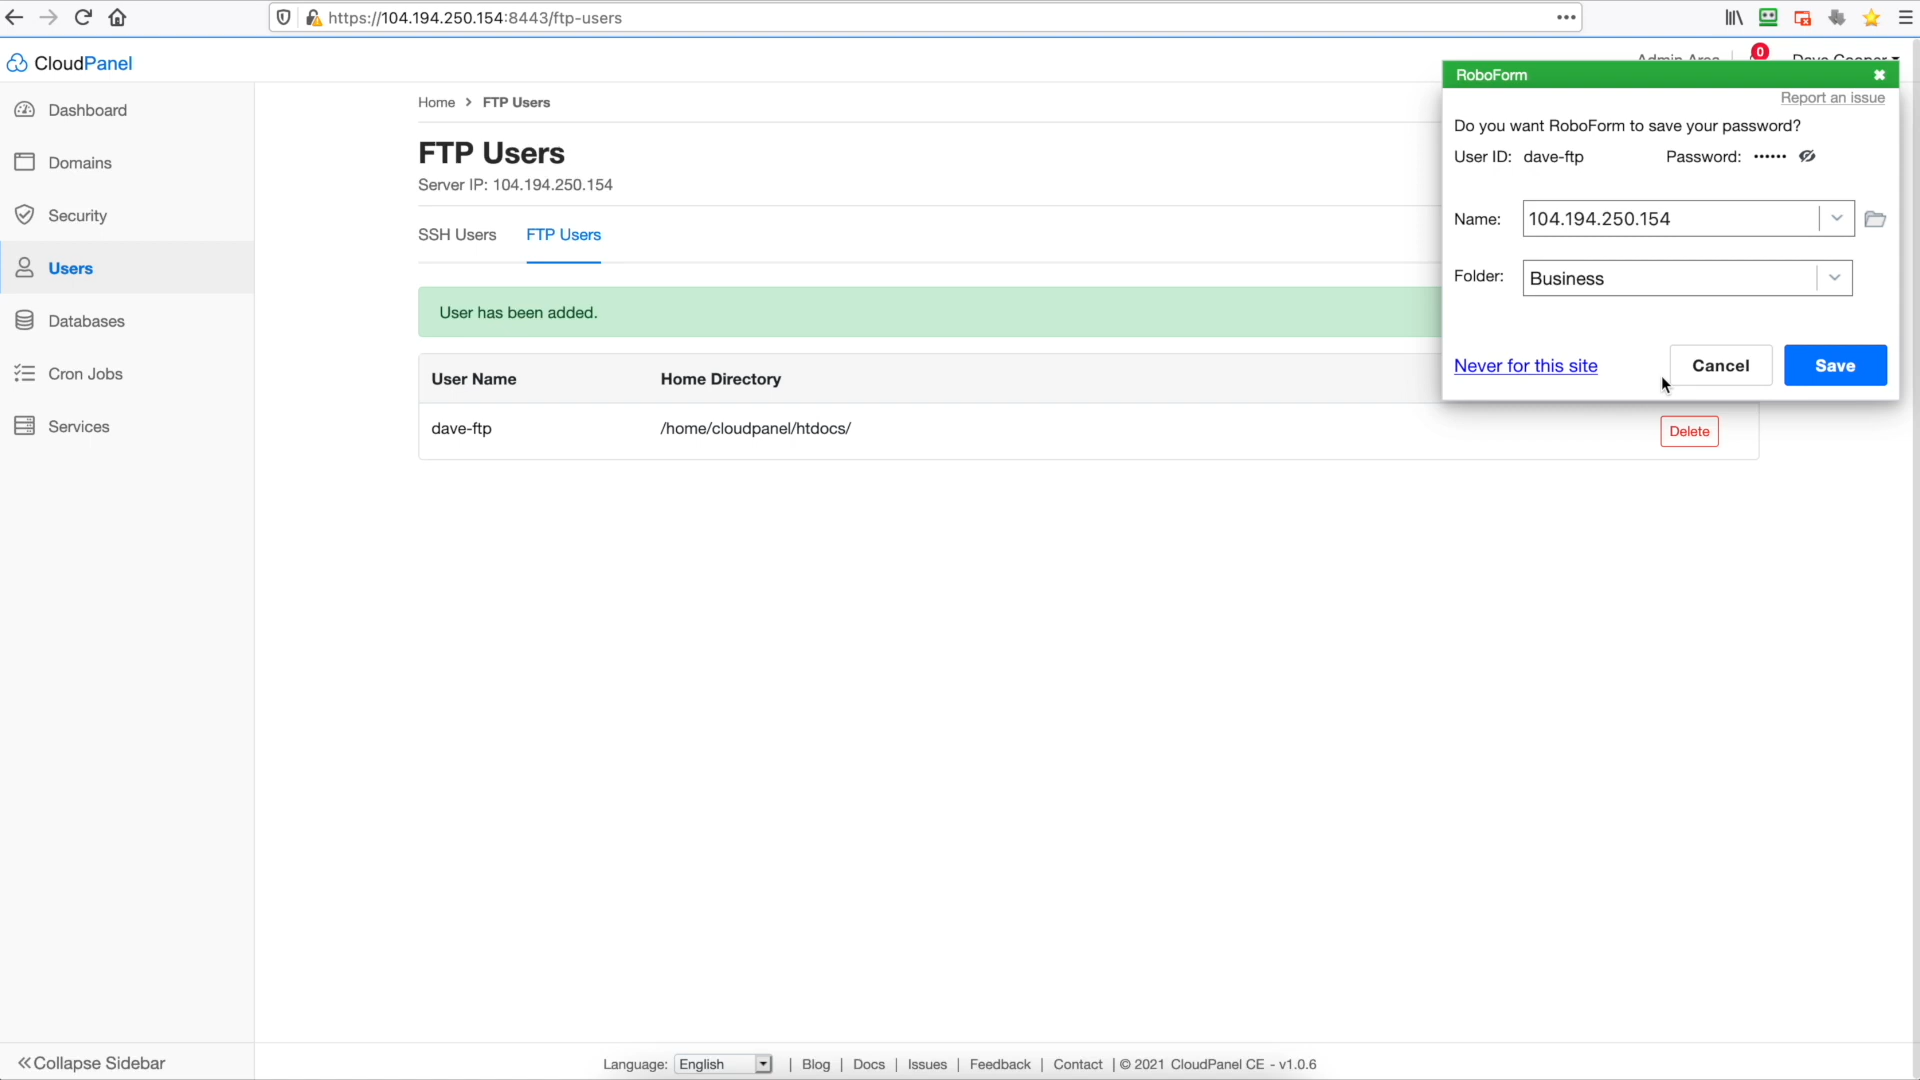 https://104.194.250.154:8443/ftp-users
CloudPanel
Admin Area
0
Dave Cooper
Dashboard
Domains
Security
Users
Databases
Cron Jobs
Services
Collapse Sidebar
Home > FTP Users
FTP Users
Server IP: 104.194.250.154
SSH Users
FTP Users
User has been added.
User Name
Home Directory
dave-ftp
/home/cloudpanel/htdocs/
Delete
RoboForm
Report an issue
Do you want RoboForm to save your password?
User ID: dave-ftp
Password: ••••••
Name: 104.194.250.154
Folder: Business
Never for this site
Cancel
Save
Language: English | Blog | Docs | Issues | Feedback | Contact | © 2021 CloudPanel CE - v1.0.6